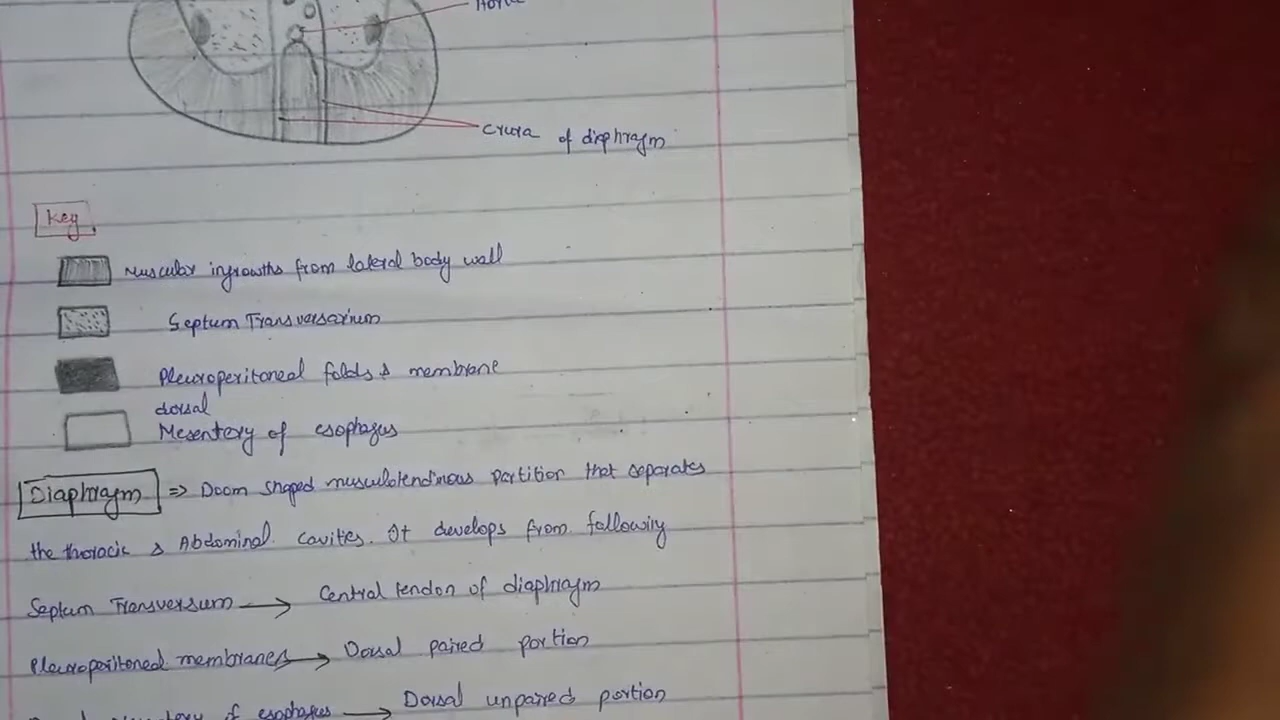 crura of diaphragm
Key
Muscular ingrowths from lateral body wall
Septum Transversarium
Pleuroperitoneal folds & membrane
dorsal
Mesentery of esophagus
Diaphragm => Doom shaped musculotendinous partition that separates
the thoracic & Abdominal cavities. It develops from following
Septum Transversum → Central tendon of diaphragm
Pleuroperitoneal membranes → Dorsal paired portion
of esophagus → Dorsal unpaired portion